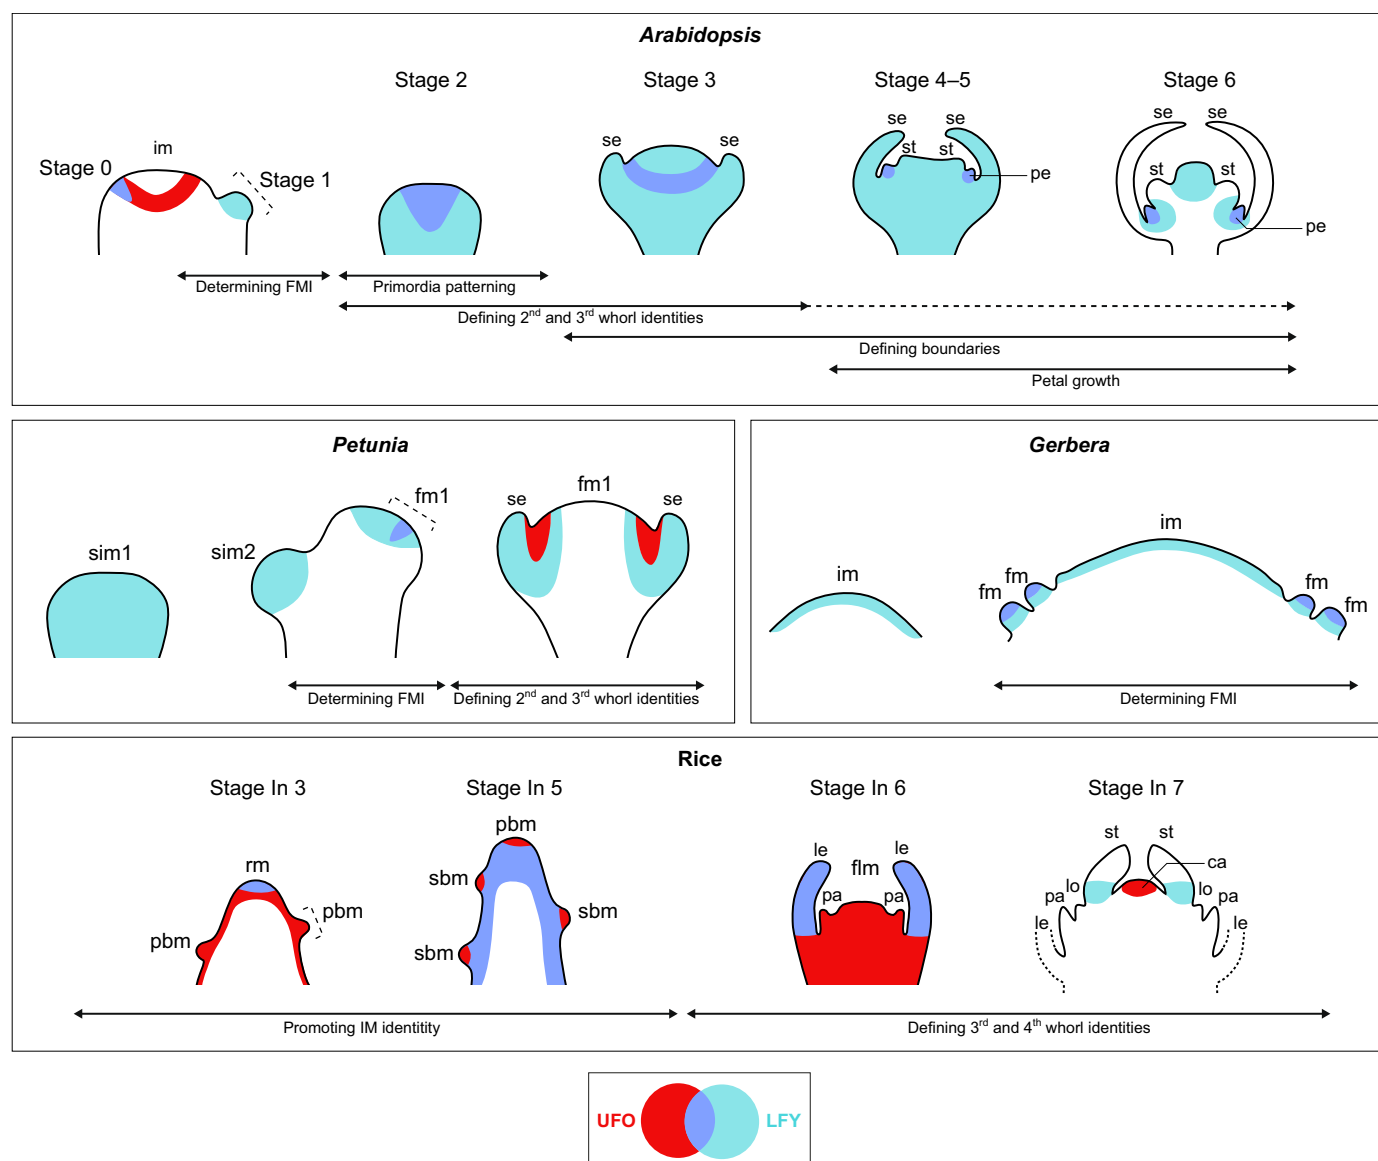 Arabidopsis
Stage 2
Stage 3
Stage 4–5
Stage 6
Stage 0
im
Stage 1
se
se
se
se
st
st
pe
se
se
st
st
pe
Determining FMI
Primordia patterning
Defining 2nd and 3rd whorl identities
Defining boundaries
Petal growth
Petunia
sim1
sim2
fm1
se
fm1
se
Determining FMI
Defining 2nd and 3rd whorl identities
Gerbera
im
im
fm
fm
fm
fm
Determining FMI
Rice
Stage In 3
Stage In 5
Stage In 6
Stage In 7
rm
pbm
pbm
pbm
sbm
sbm
sbm
le
flm
le
pa
pa
st
st
ca
lo
lo
pa
pa
le
le
Promoting IM identitity
Defining 3rd and 4th whorl identities
UFO
LFY